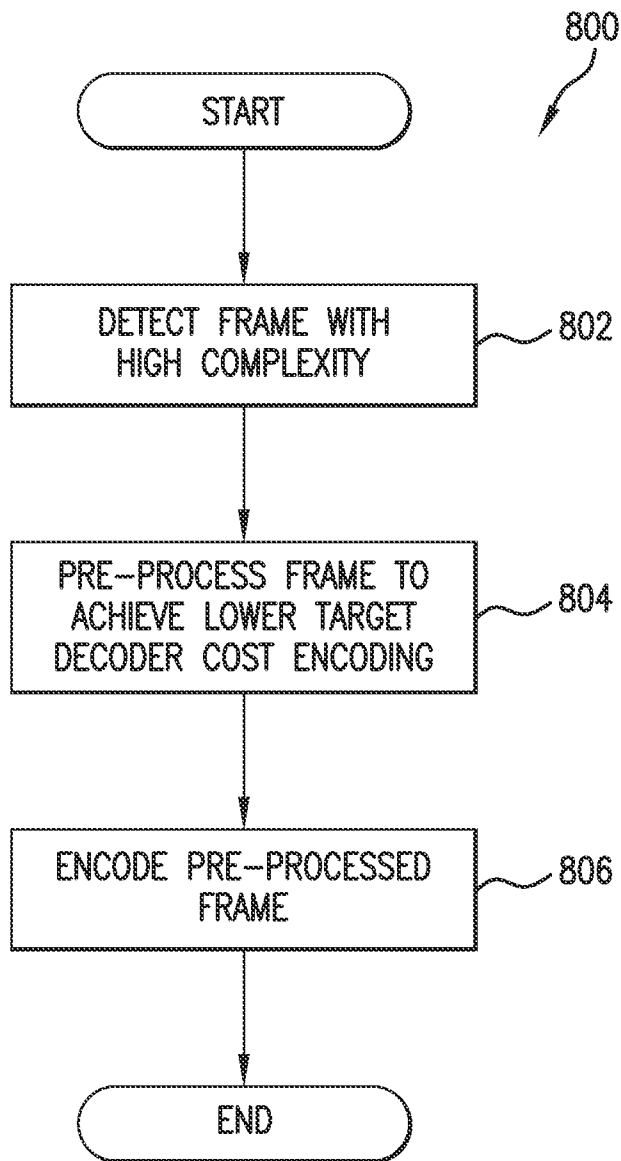 800
START
DETECT FRAME WITH
HIGH COMPLEXITY
802
PRE-PROCESS FRAME TO
ACHIEVE LOWER TARGET
DECODER COST ENCODING
804
ENCODE PRE-PROCESSED
FRAME
806
END